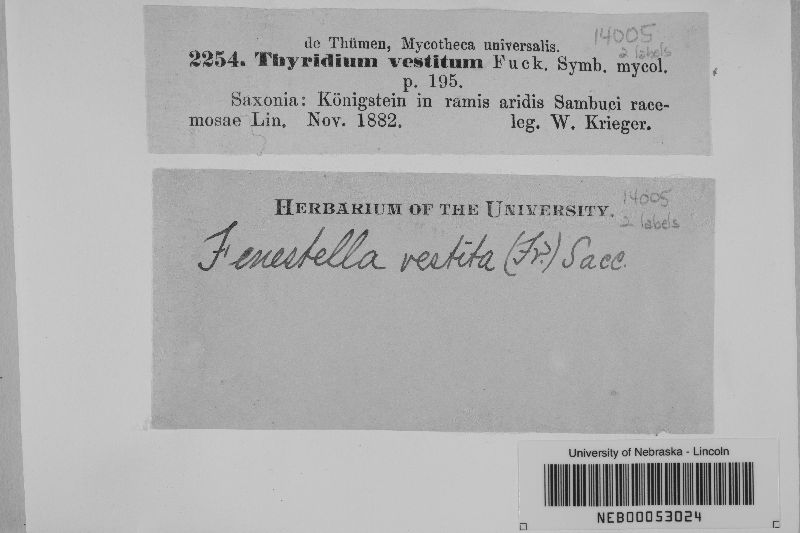 de Thümen, Mycotheca universalis.
14005
2 labels
2254. Thyridium vestitum Fuck. Symb. mycol.
p. 195.
Saxonia: Königstein in ramis aridis Sambuci race-
mosae Lin. Nov. 1882. leg. W. Krieger.
HERBARIUM OF THE UNIVERSITY.
14005
2 labels
Fenestella vestita (Fr.) Sacc.
University of Nebraska - Lincoln
NEB00053024